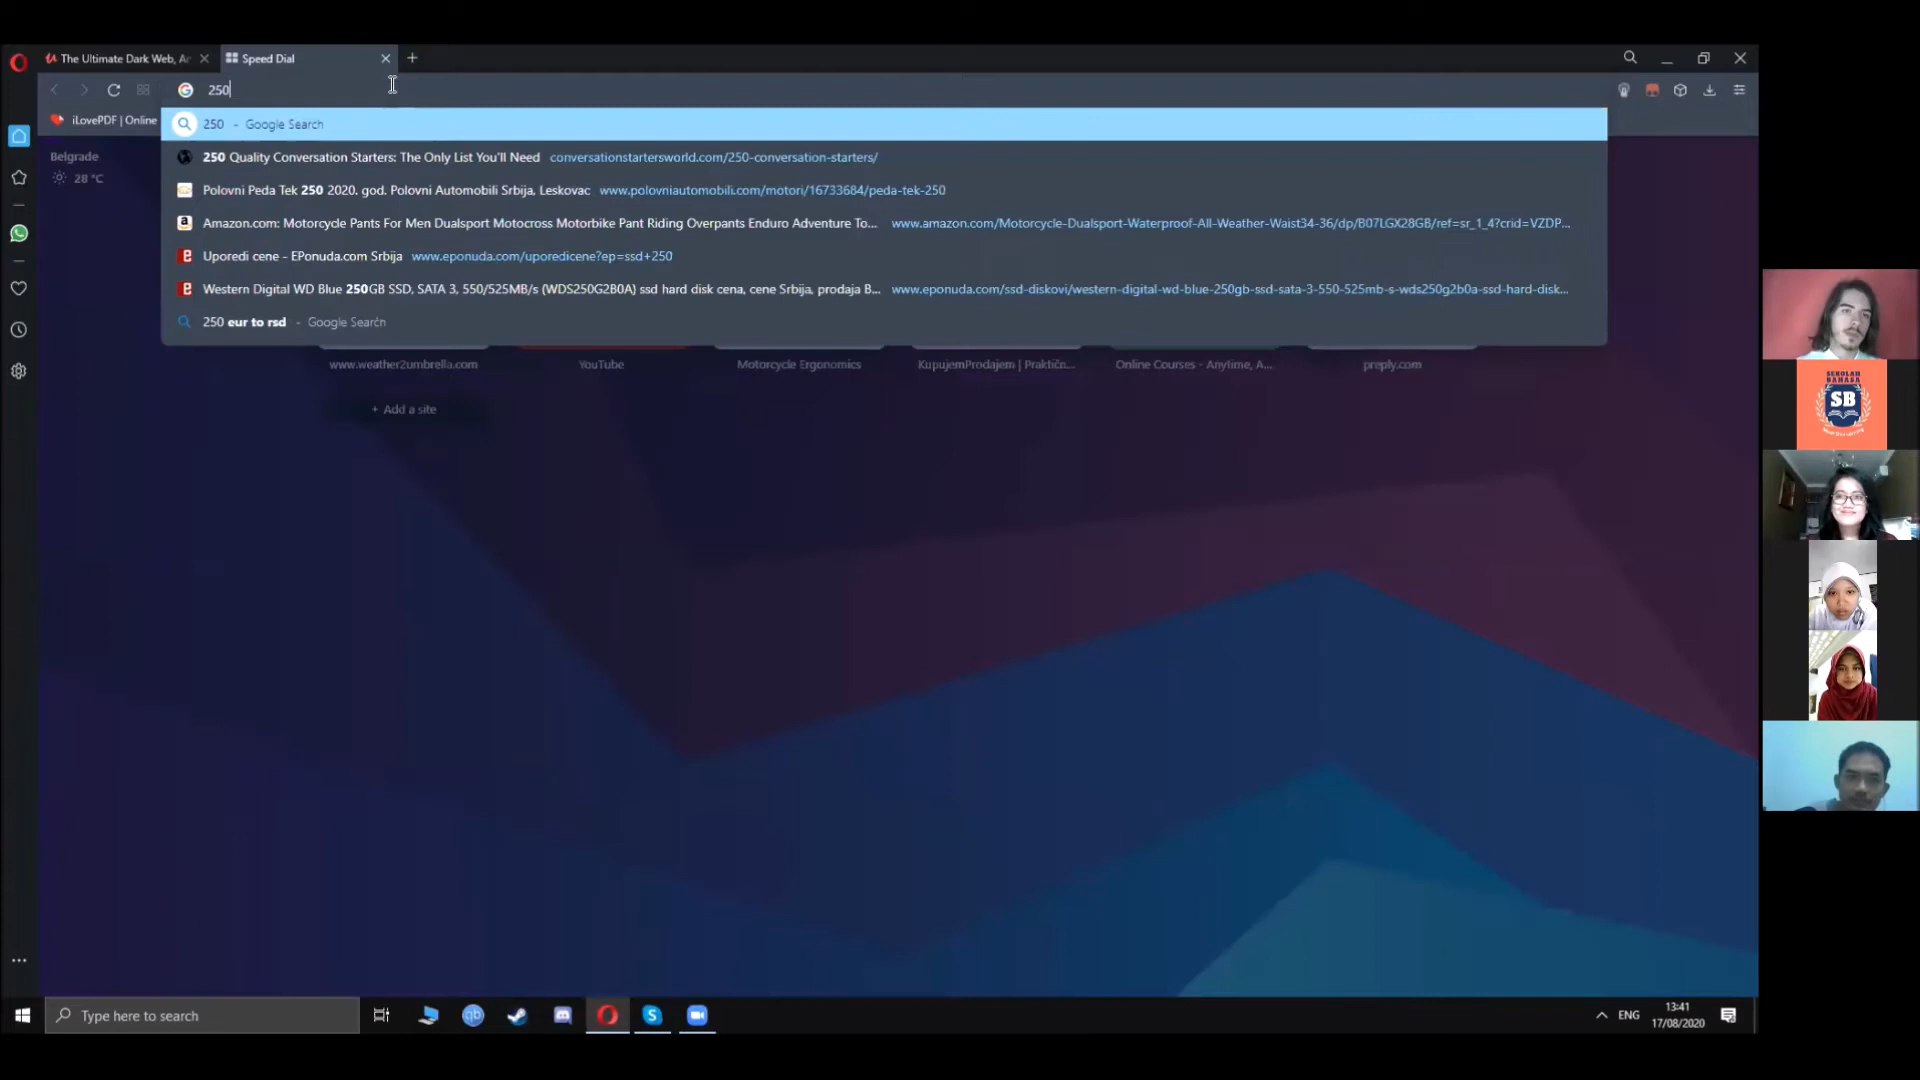 The Ultimate Dark Web, Ar
Speed Dial
250
iLovePDF | Online
250 - Google Search
250 Quality Conversation Starters: The Only List You'll Need conversationstartersworld.com/250-conversation-starters/
Polovni Peda Tek 250 2020. god. Polovni Automobili Srbija, Leskovac www.polovniautomobili.com/motori/16733684/peda-tek-250
Amazon.com: Motorcycle Pants For Men Dualsport Motocross Motorbike Pant Riding Overpants Enduro Adventure To... www.amazon.com/Motorcycle-Dualsport-Waterproof-All-Weather-Waist34-36/dp/B07LGX28GB/ref=sr_1_4?crid=VZDP...
Uporedi cene - EPonuda.com Srbija www.eponuda.com/uporedicene?ep=ssd+250
Western Digital WD Blue 250GB SSD, SATA 3, 550/525MB/s (WDS250G2B0A) ssd hard disk cena, cene Srbija, prodaja B... www.eponuda.com/ssd-diskovi/western-digital-wd-blue-250gb-ssd-sata-3-550-525mb-s-wds250g2b0a-ssd-hard-disk...
250 eur to rsd - Google Search
Belgrade
28 °C
www.weather2umbrella.com
YouTube
Motorcycle Ergonomics
KupujemProdajem | Praktičn...
Online Courses - Anytime, A...
preply.com
+ Add a site
SEKOLAH
BAHASA
SB
Type here to search
ENG
13:41
17/08/2020